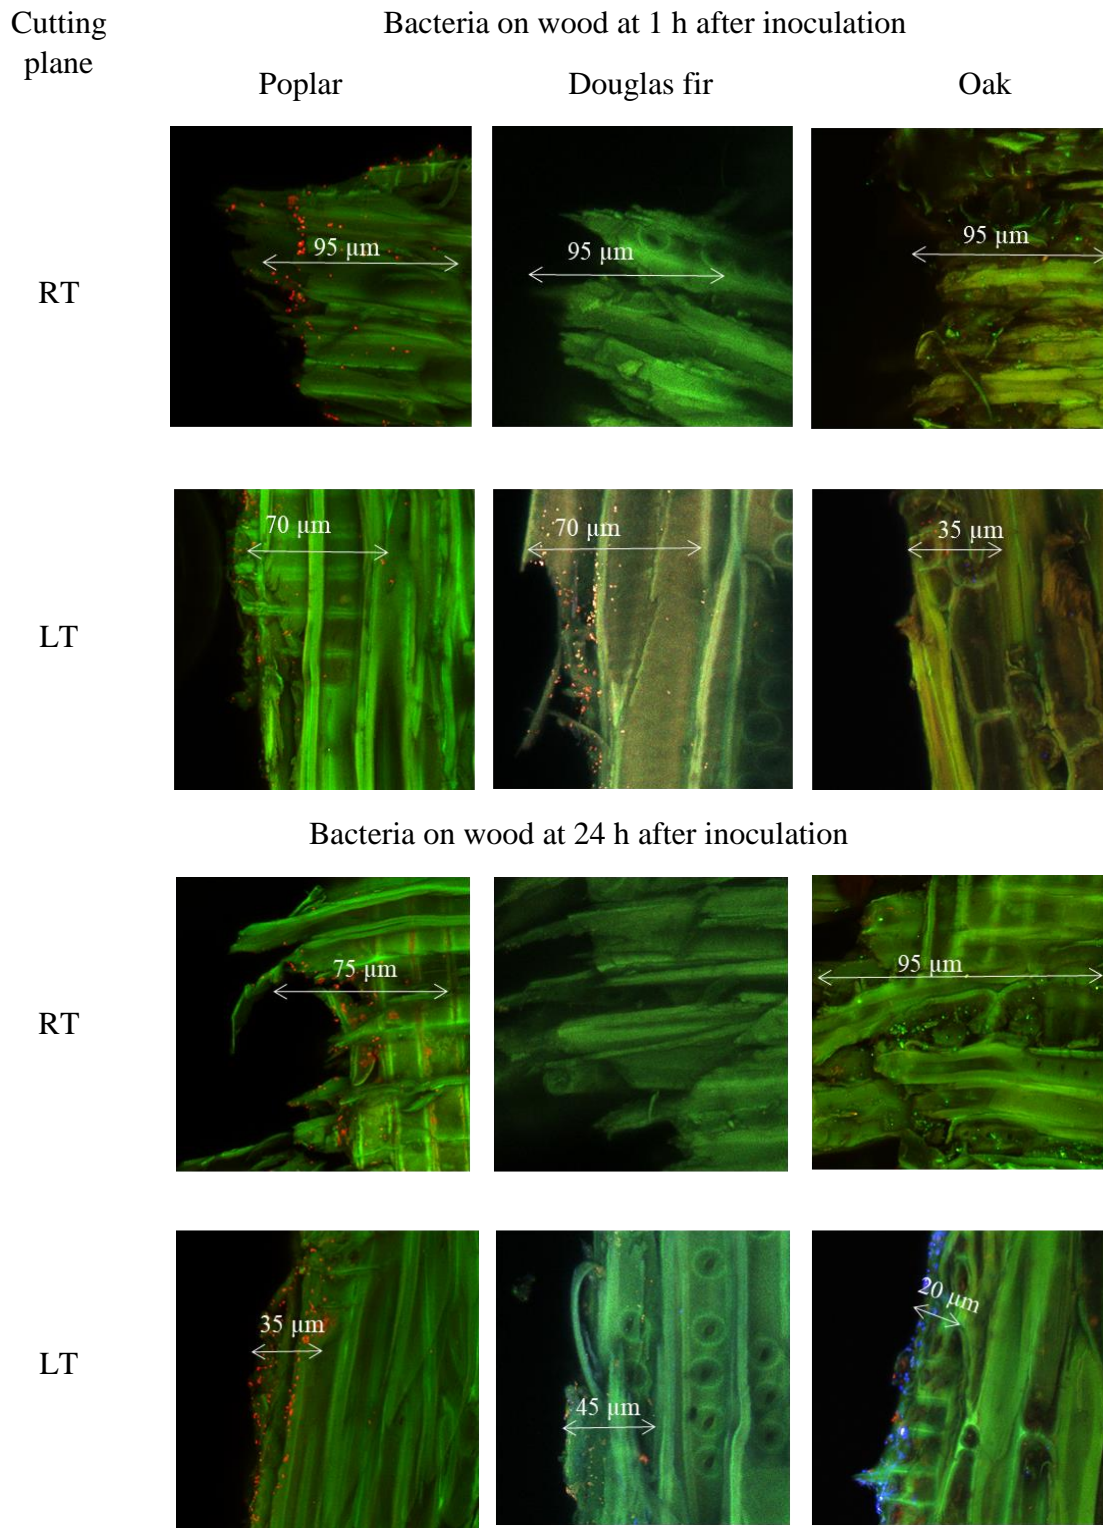 Cutting plane
Bacteria on wood at 1 h after inoculation
Poplar
Douglas fir
Oak
RT
95 µm
95 µm
95 µm
LT
70 µm
70 µm
35 µm
Bacteria on wood at 24 h after inoculation
RT
75 µm
95 µm
LT
35 µm
45 µm
20 µm